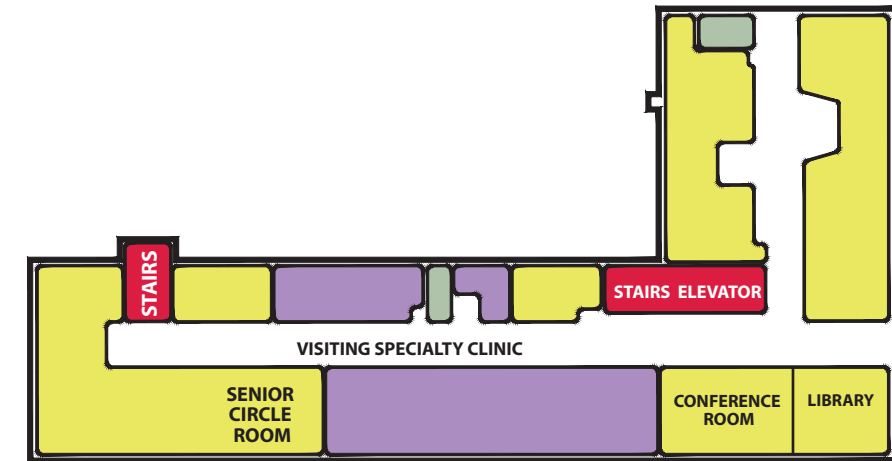 STAIRS
STAIRS ELEVATOR
VISITING SPECIALTY CLINIC
SENIOR
CIRCLE
ROOM
CONFERENCE
ROOM
LIBRARY